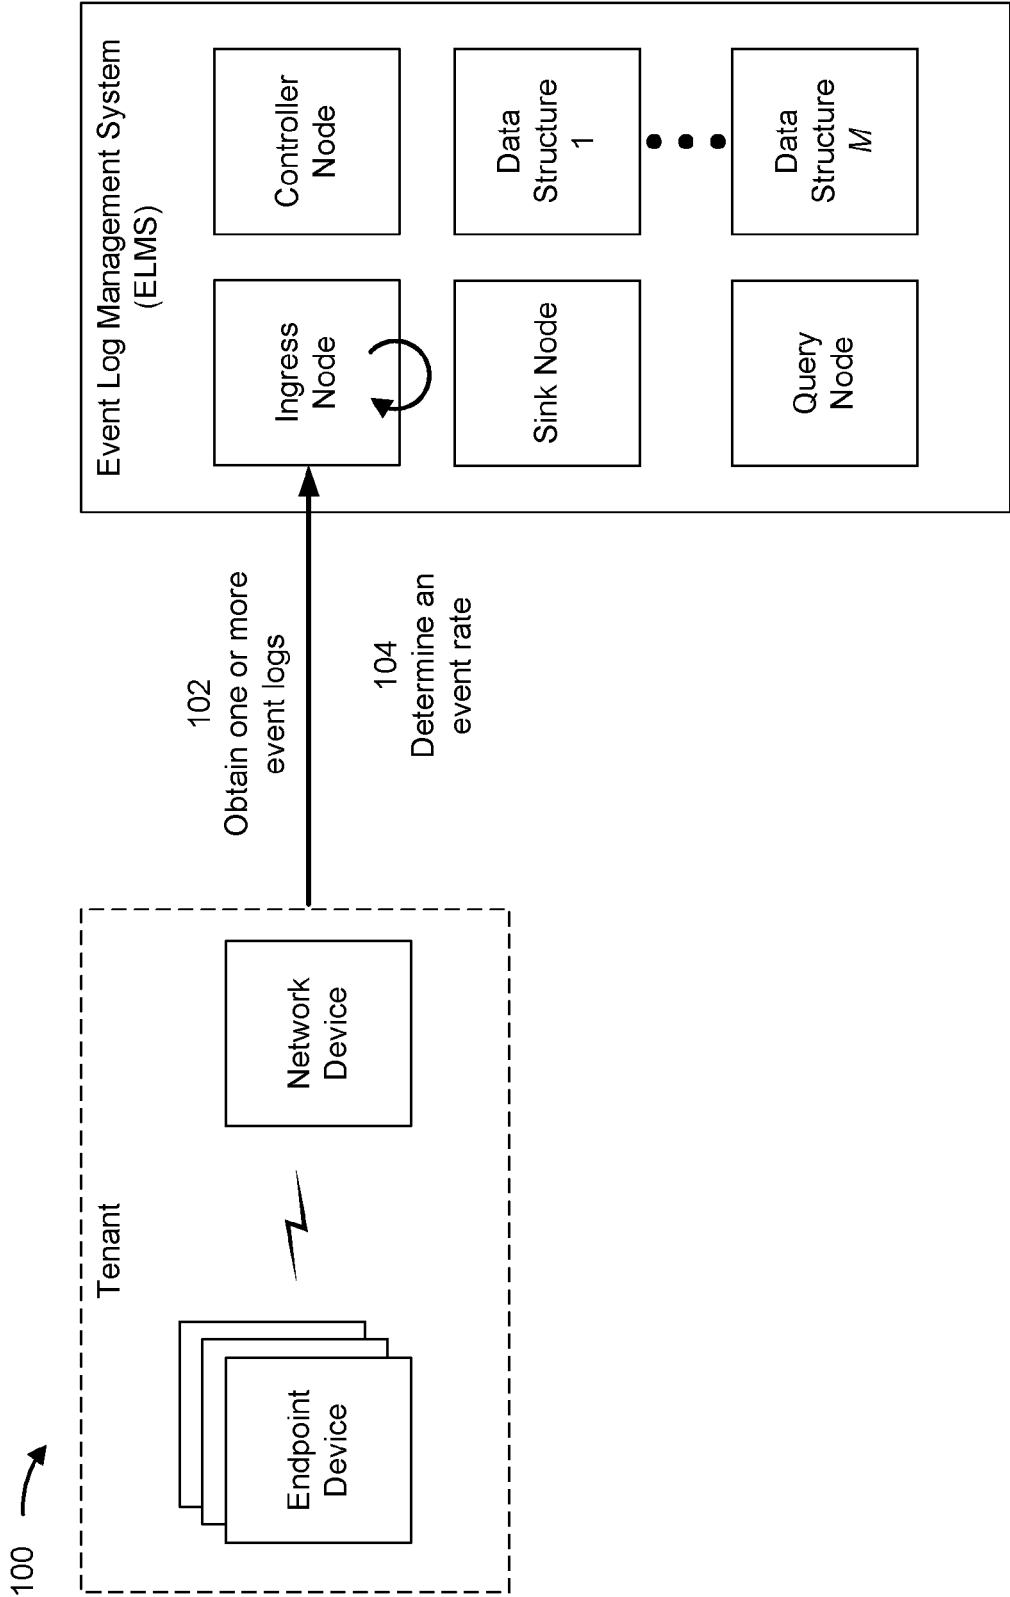 100
Tenant
Endpoint
Device
Network
Device
102
Obtain one or more
event logs
104
Determine an
event rate
Event Log Management System
(ELMS)
Ingress
Node
Controller
Node
Sink Node
Data
Structure
1
Query
Node
Data
Structure
M